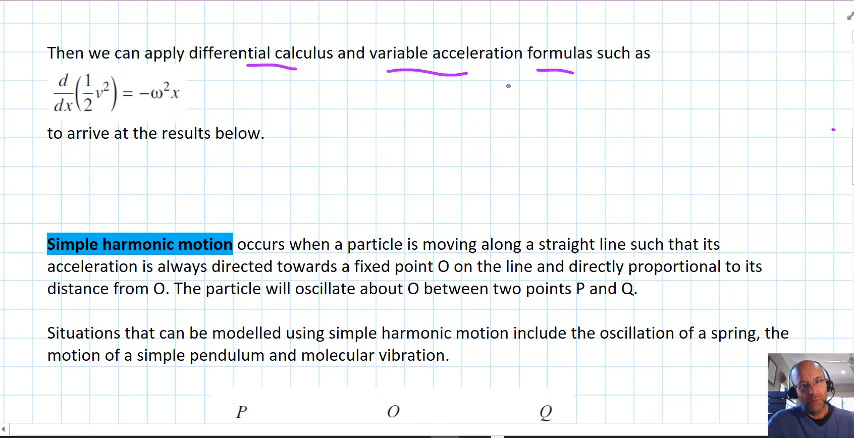 Then we can apply differential calculus and variable acceleration formulas such as
d/dx(1/2 v²) = −ω²x
to arrive at the results below.
Simple harmonic motion occurs when a particle is moving along a straight line such that its
acceleration is always directed towards a fixed point O on the line and directly proportional to its
distance from O. The particle will oscillate about O between two points P and Q.
Situations that can be modelled using simple harmonic motion include the oscillation of a spring, the
motion of a simple pendulum and molecular vibration.
P O Q